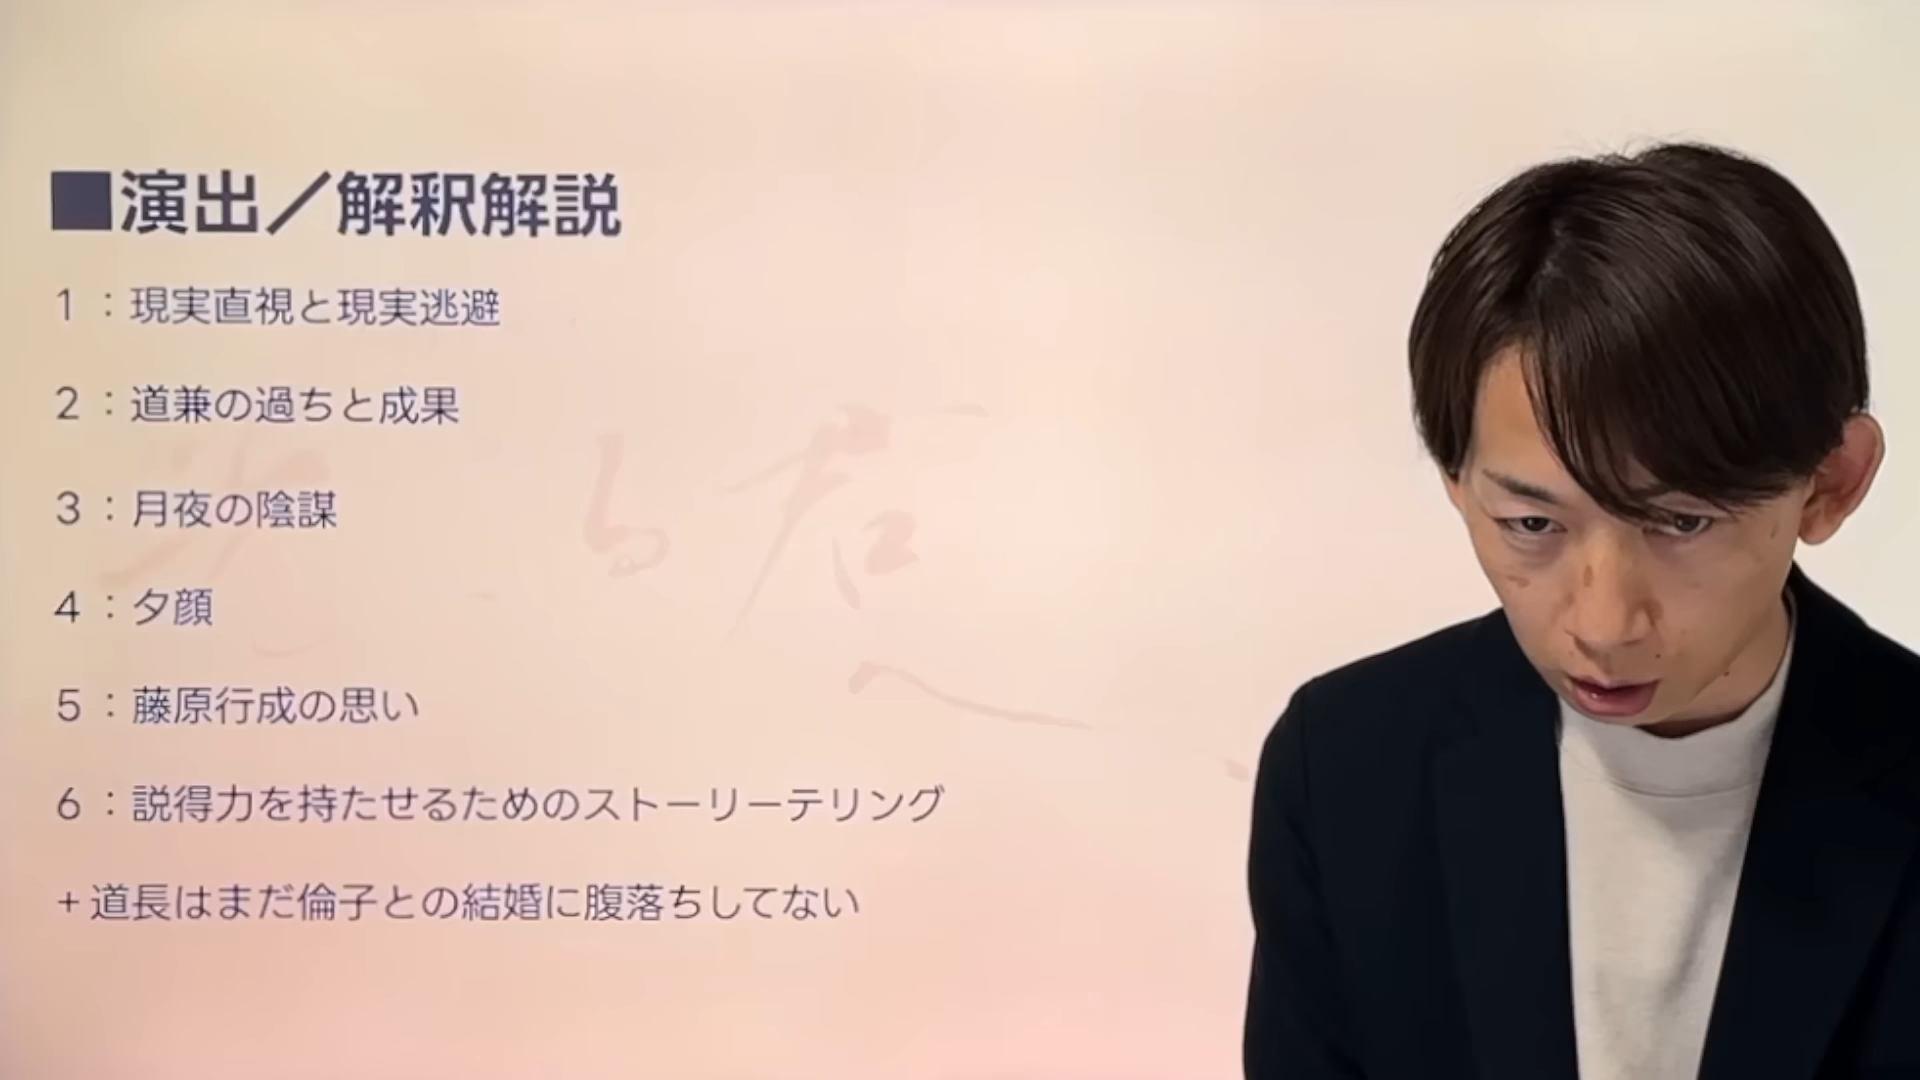 ■演出／解釈解説
1：現実直視と現実逃避
2：道兼の過ちと成果
3：月夜の陰謀
4：夕顔
5：藤原行成の思い
6：説得力を持たせるためのストーリーテリング
+道長はまだ倫子との結婚に腹落ちしてない
る君へ